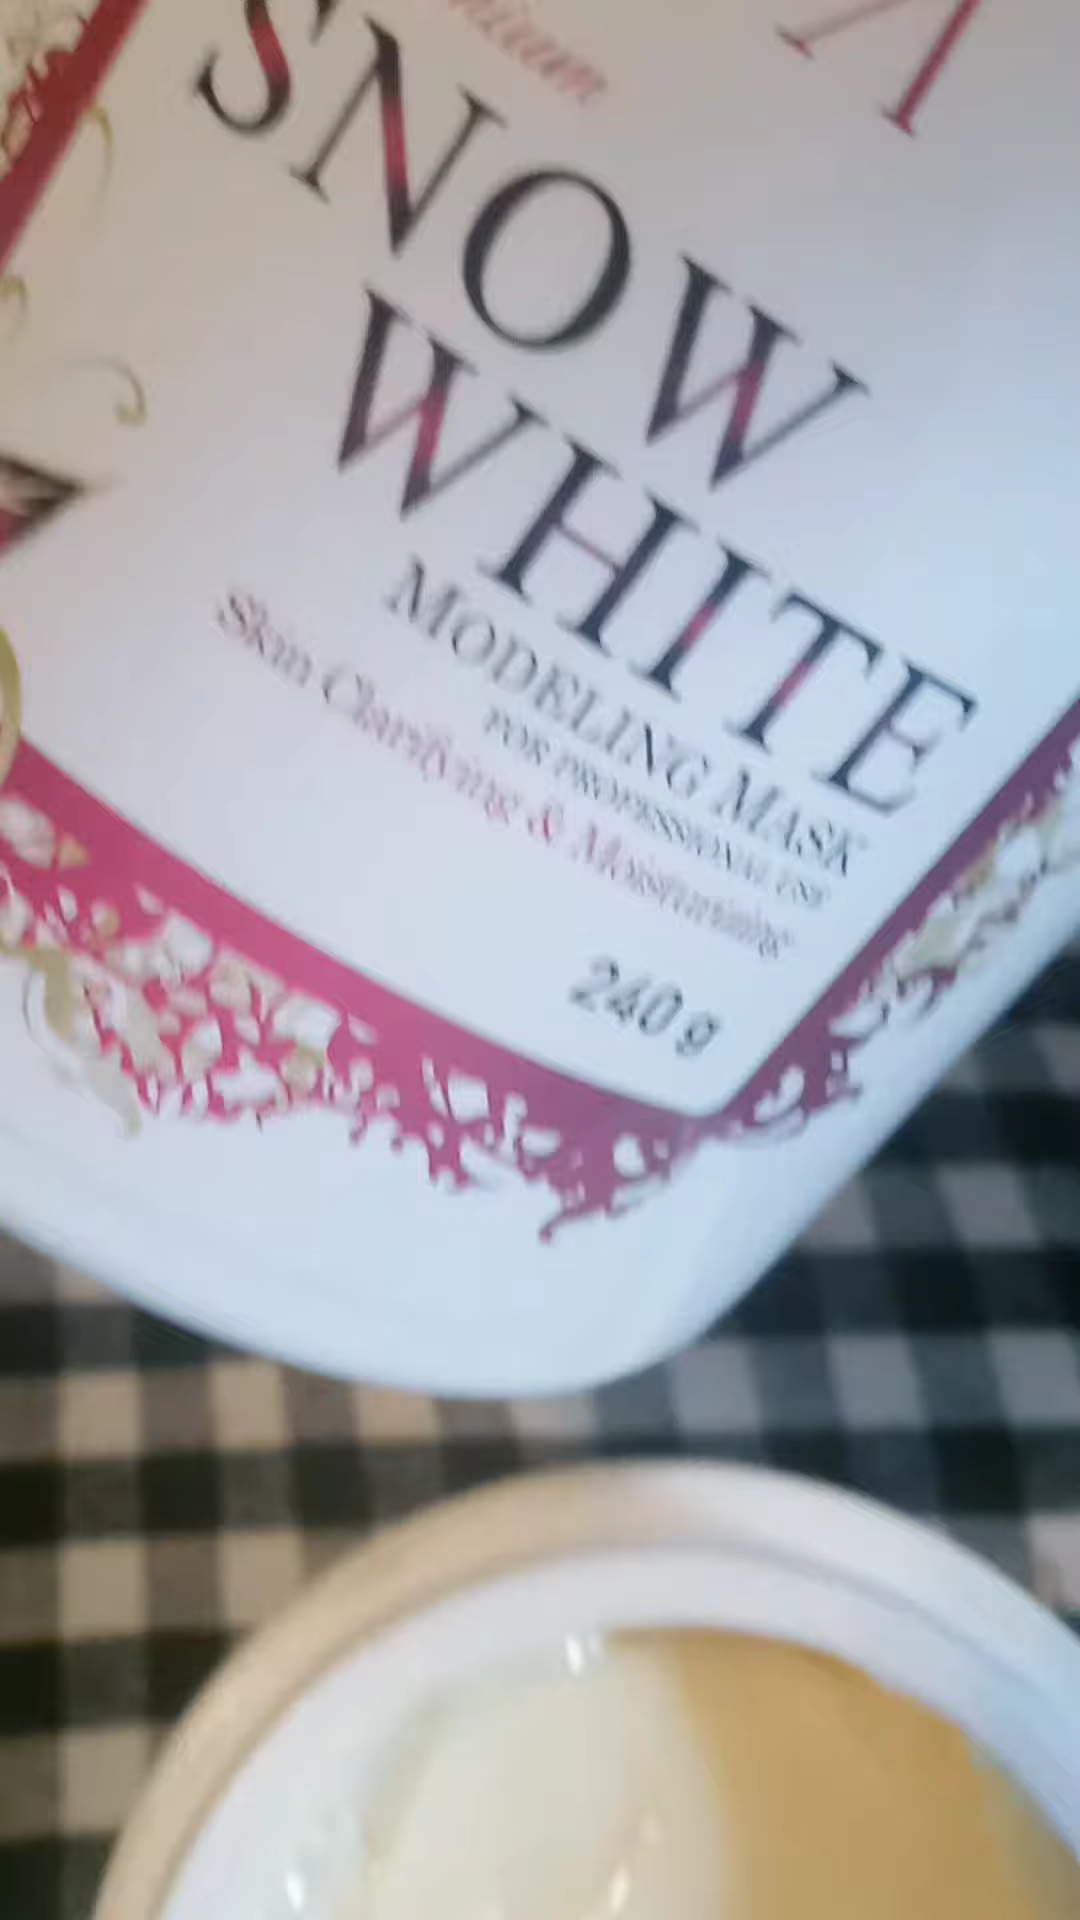 SNOW
WHITE
MODELING MASK
FOR PROFESSIONAL USE
Skin Clarifying & Moisturizing
240 g